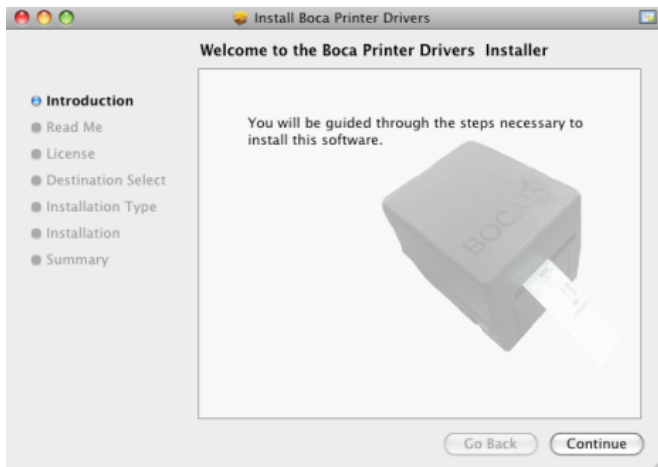 Install Boca Printer Drivers
Welcome to the Boca Printer Drivers Installer
Introduction
Read Me
License
Destination Select
Installation Type
Installation
Summary
You will be guided through the steps necessary to
install this software.
BOCA
Go Back
Continue